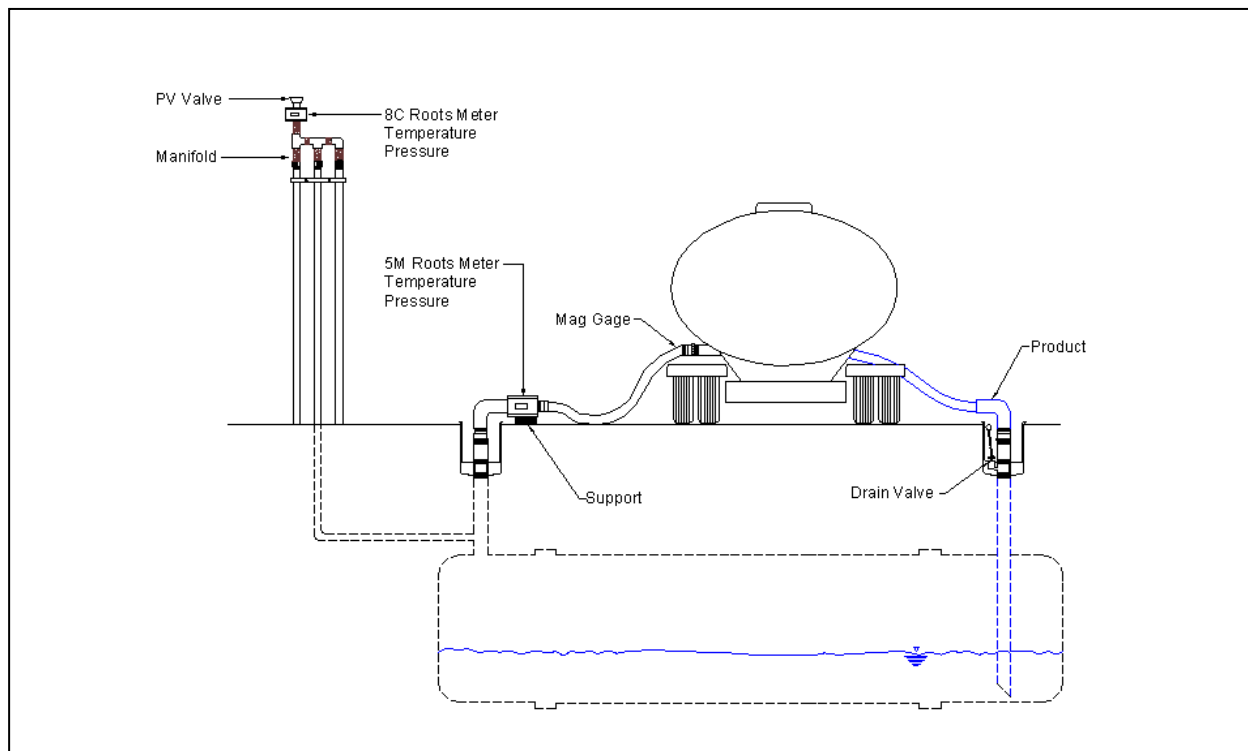 PV Valve
8C Roots Meter
Temperature
Pressure
Manifold
5M Roots Meter
Temperature
Pressure
Mag Gage
Product
Drain Valve
Support